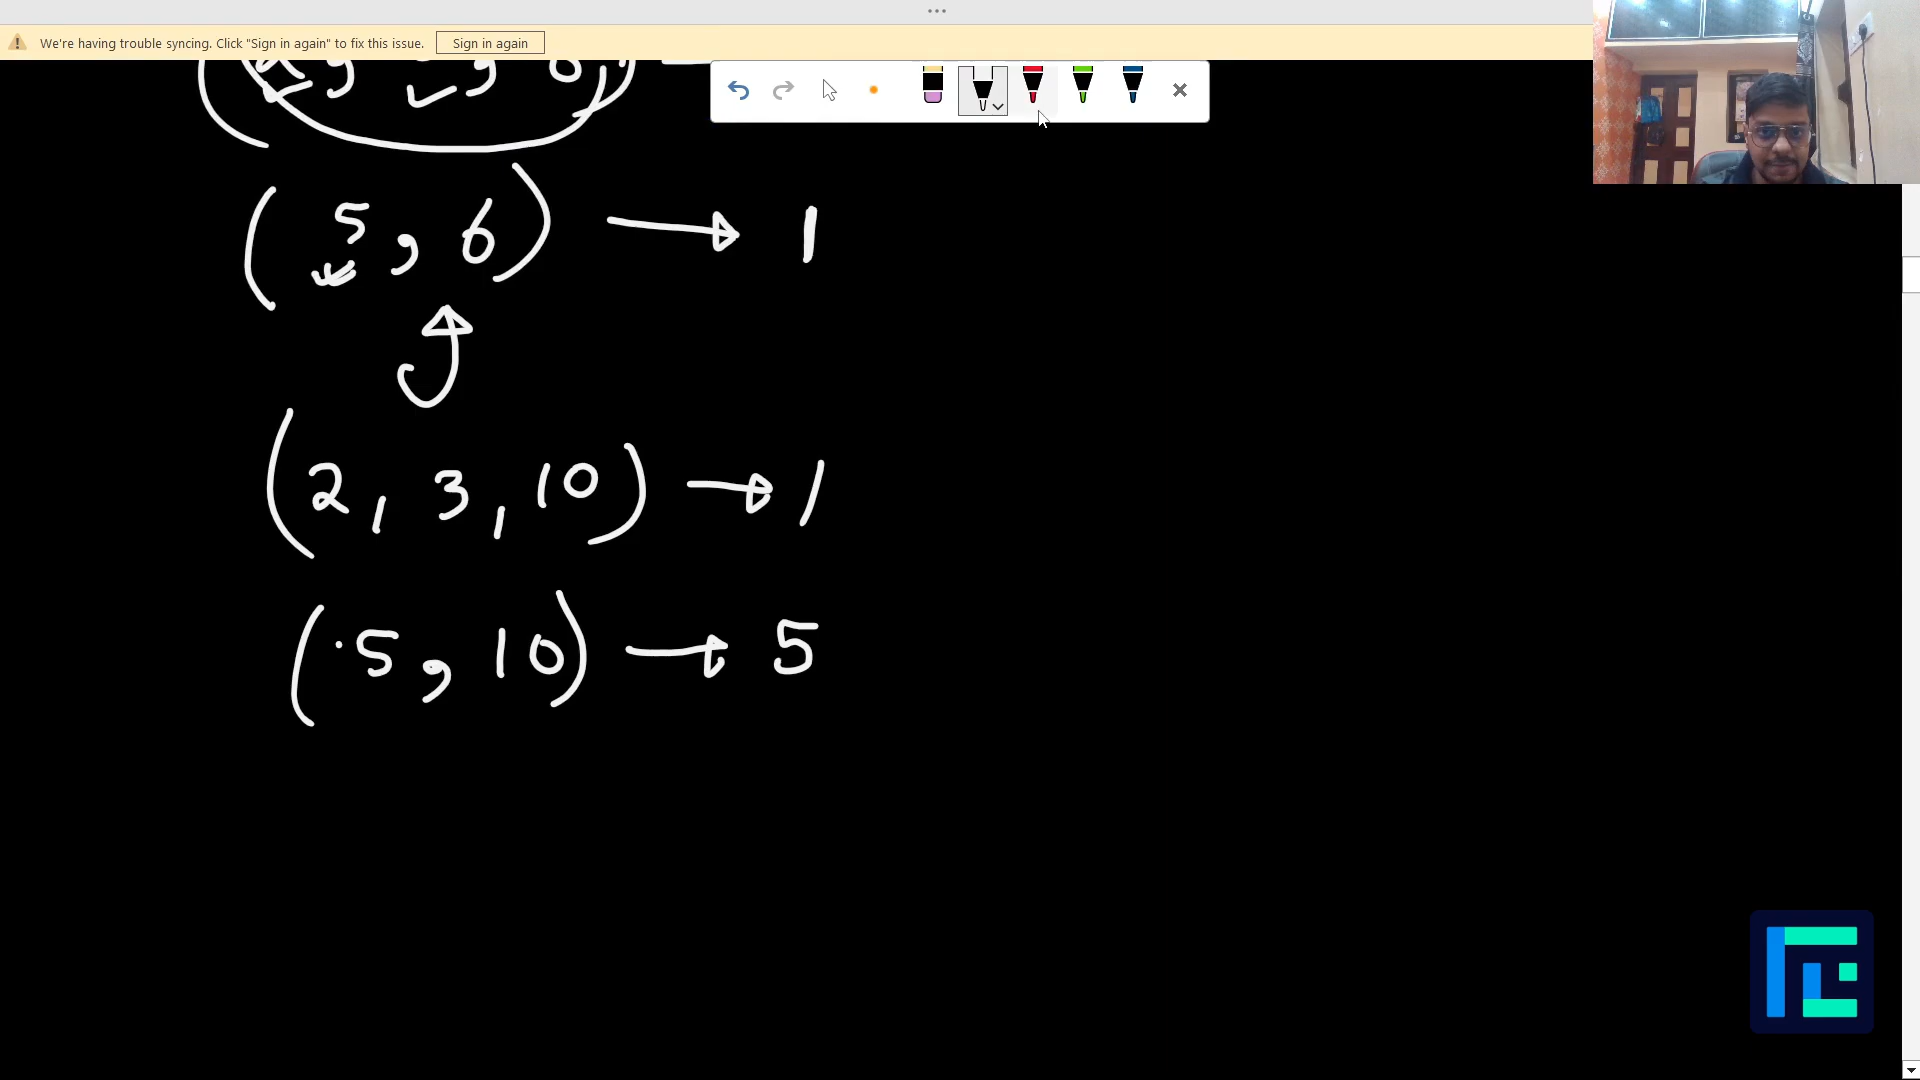 We're having trouble syncing. Click "Sign in again" to fix this issue. Sign in again
(5, 6) → 1
(2, 3, 10) → 1
(5, 10) → 5